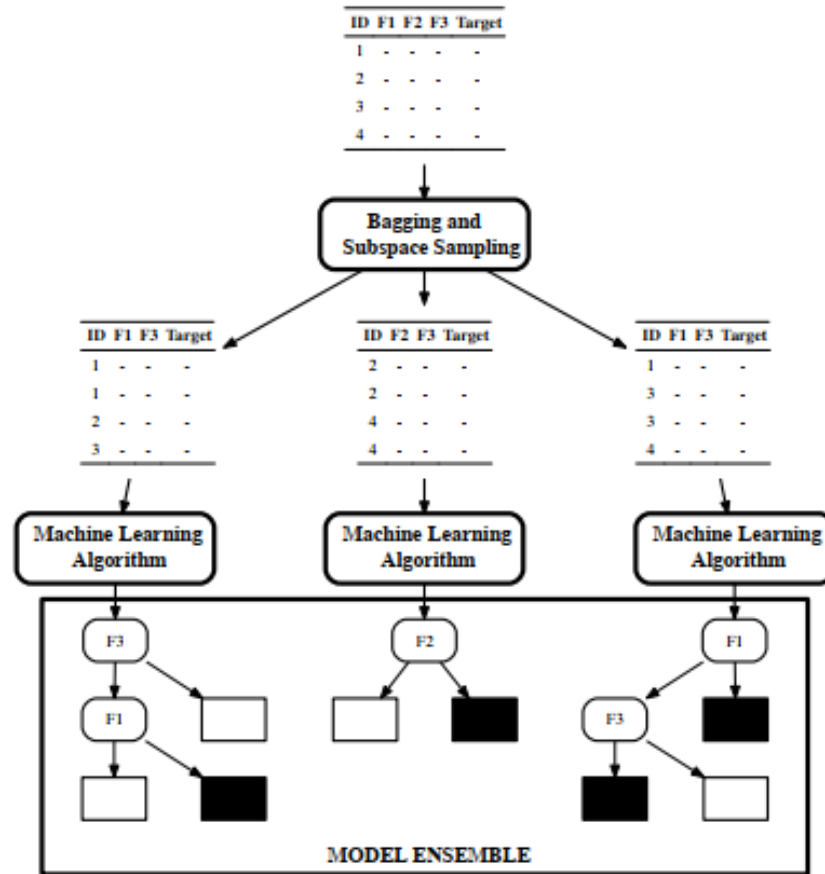 ID F1 F2 F3 Target
1 - - - -
2 - - - -
3 - - - -
4 - - - -
Bagging and
Subspace Sampling
ID F1 F3 Target
1 - - -
1 - - -
2 - - -
3 - - -
ID F2 F3 Target
2 - - -
2 - - -
4 - - -
4 - - -
ID F1 F3 Target
1 - - -
3 - - -
3 - - -
4 - - -
Machine Learning
Algorithm
Machine Learning
Algorithm
Machine Learning
Algorithm
F3
F1
F2
F1
F3
MODEL ENSEMBLE